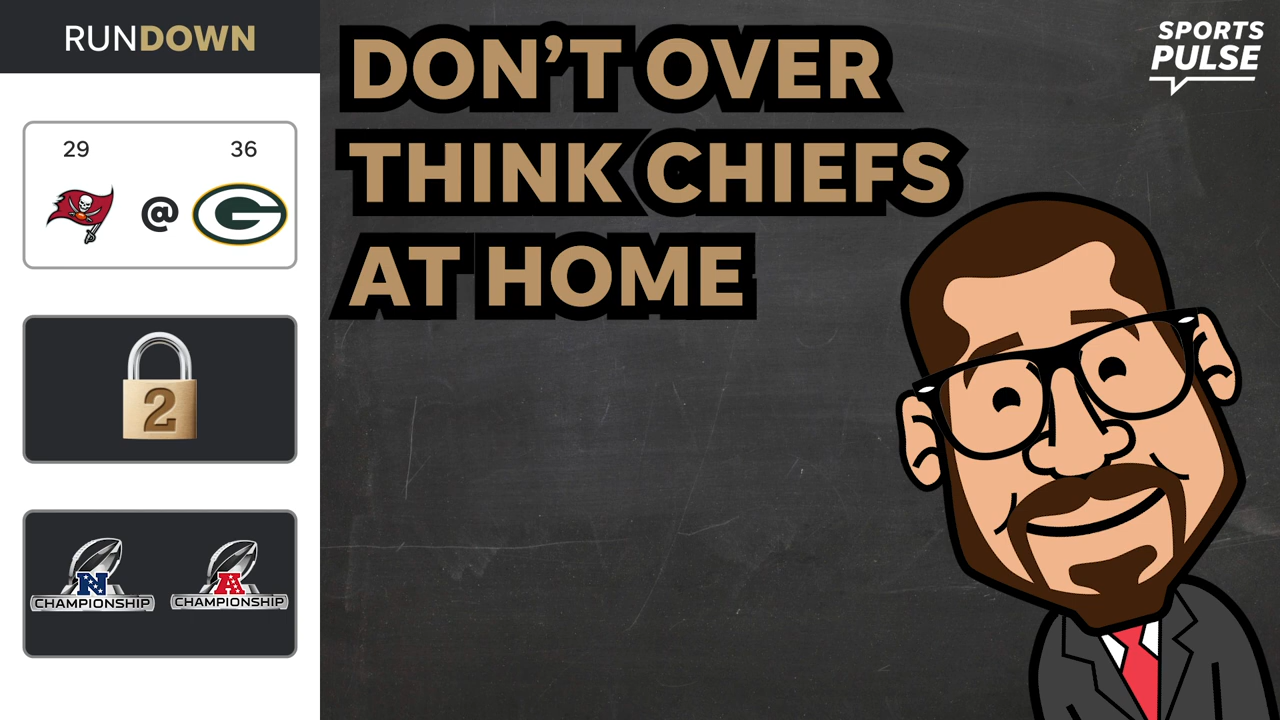 RUNDOWN
29 36
@
G
2
N
CHAMPIONSHIP
A
CHAMPIONSHIP
DON'T OVER
THINK CHIEFS
AT HOME
SPORTS
PULSE